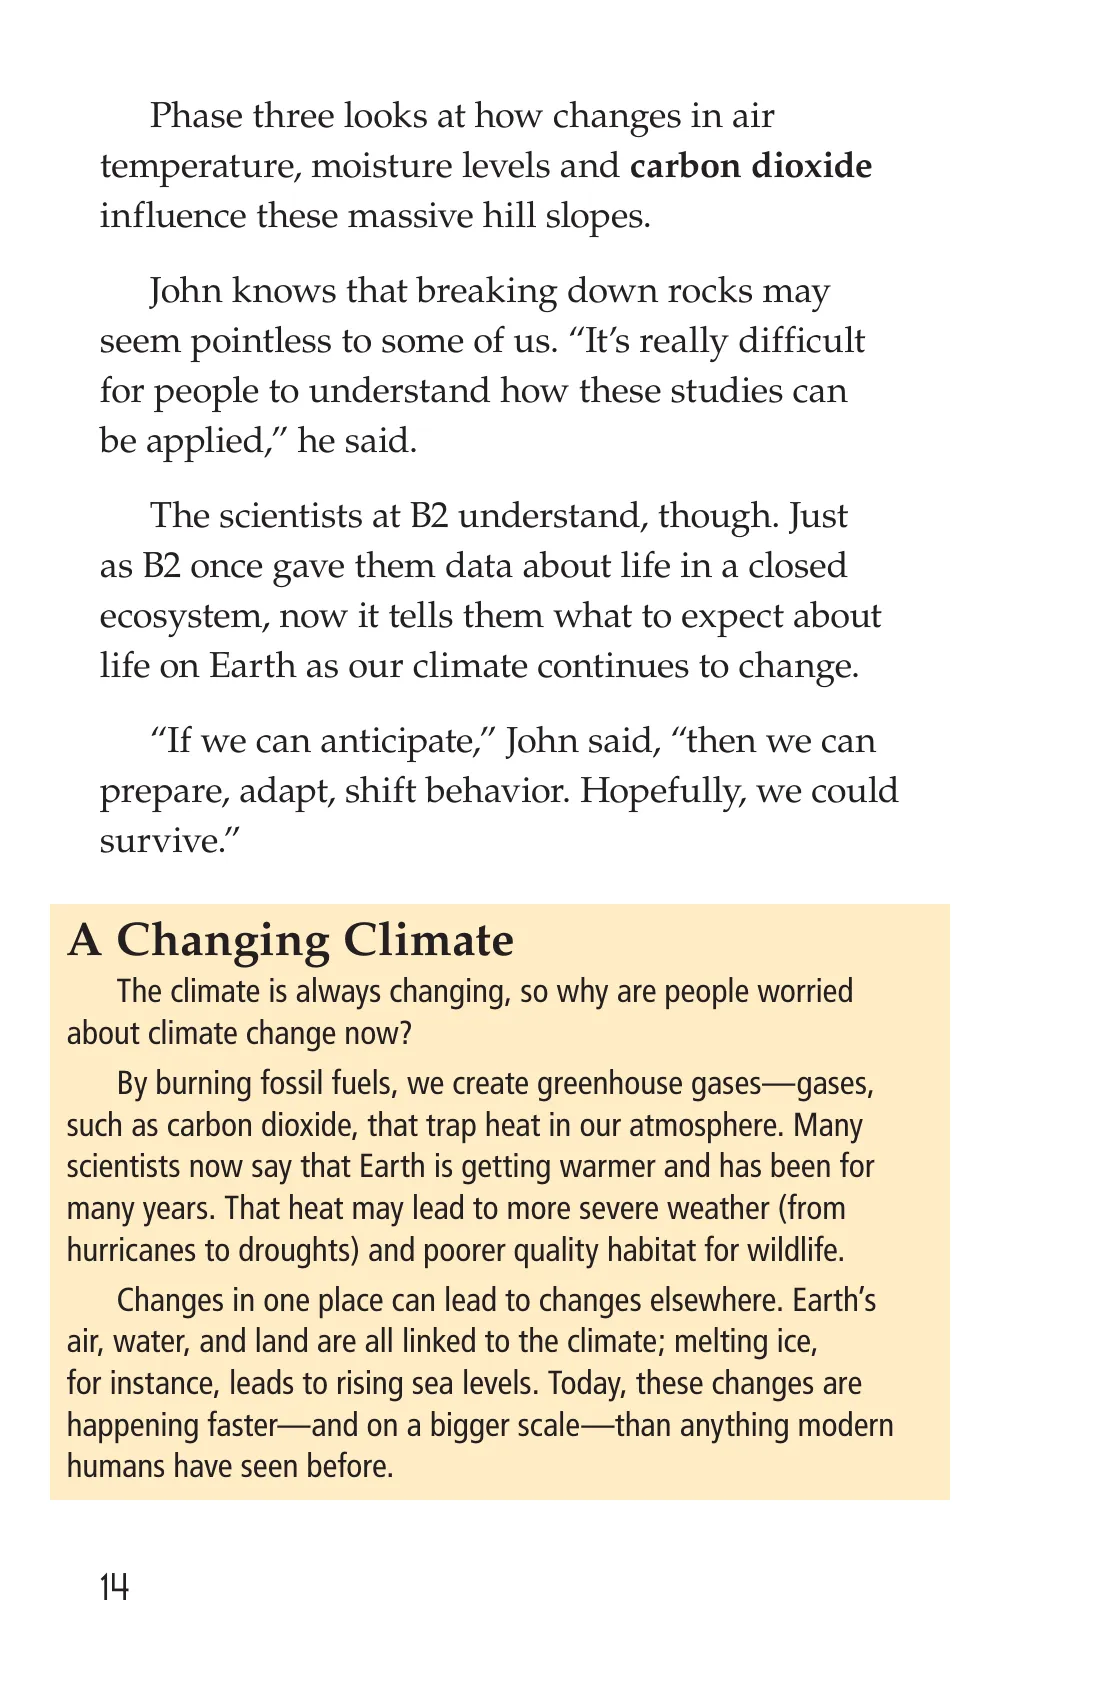 Phase three looks at how changes in air
temperature, moisture levels and carbon dioxide
influence these massive hill slopes.
John knows that breaking down rocks may
seem pointless to some of us. “It’s really difficult
for people to understand how these studies can
be applied,” he said.
The scientists at B2 understand, though. Just
as B2 once gave them data about life in a closed
ecosystem, now it tells them what to expect about
life on Earth as our climate continues to change.
“If we can anticipate,” John said, “then we can
prepare, adapt, shift behavior. Hopefully, we could
survive.”
A Changing Climate
The climate is always changing, so why are people worried
about climate change now?
By burning fossil fuels, we create greenhouse gases—gases,
such as carbon dioxide, that trap heat in our atmosphere. Many
scientists now say that Earth is getting warmer and has been for
many years. That heat may lead to more severe weather (from
hurricanes to droughts) and poorer quality habitat for wildlife.
Changes in one place can lead to changes elsewhere. Earth’s
air, water, and land are all linked to the climate; melting ice,
for instance, leads to rising sea levels. Today, these changes are
happening faster—and on a bigger scale—than anything modern
humans have seen before.
14